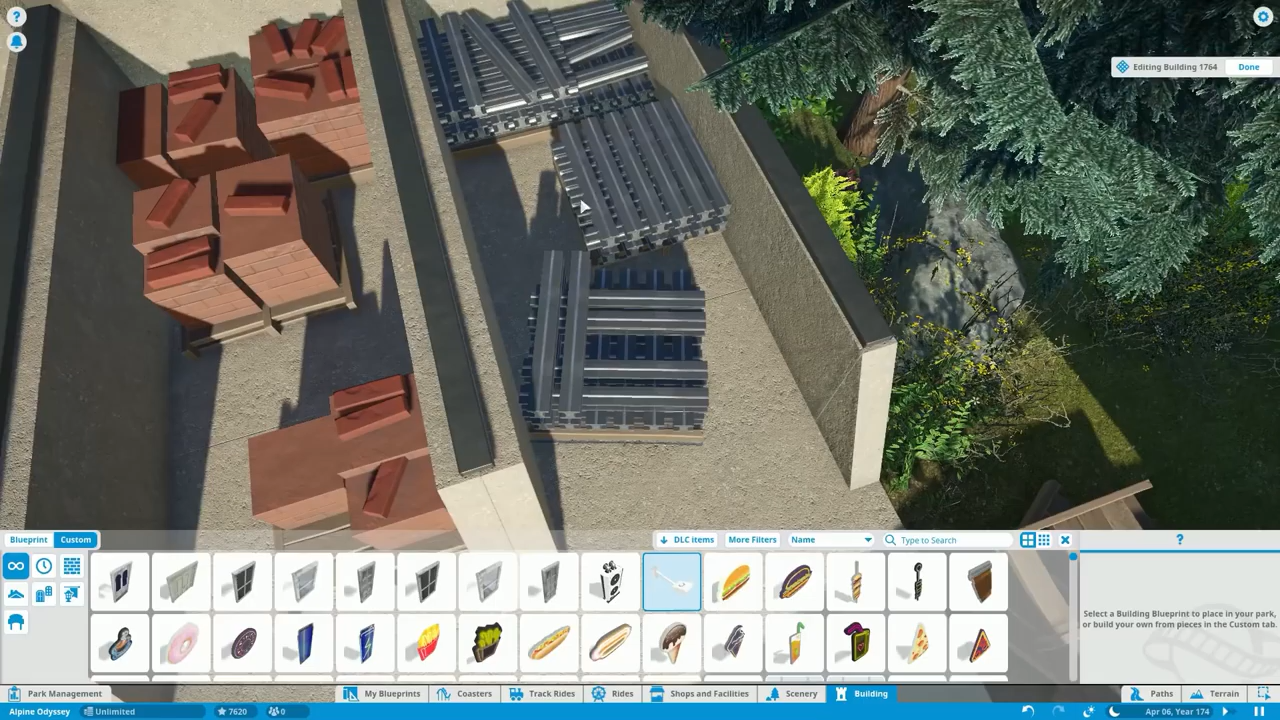 ?
Editing Building 1764 Done
Blueprint Custom
DLC items More Filters Name Type to Search
?
Select a Building Blueprint to place in your park,
or build your own from pieces in the Custom tab.
Park Management My Blueprints Coasters Track Rides Rides Shops and Facilities Scenery Building Paths Terrain
Alpine Odyssey Unlimited 7620 0 Apr 06, Year 174